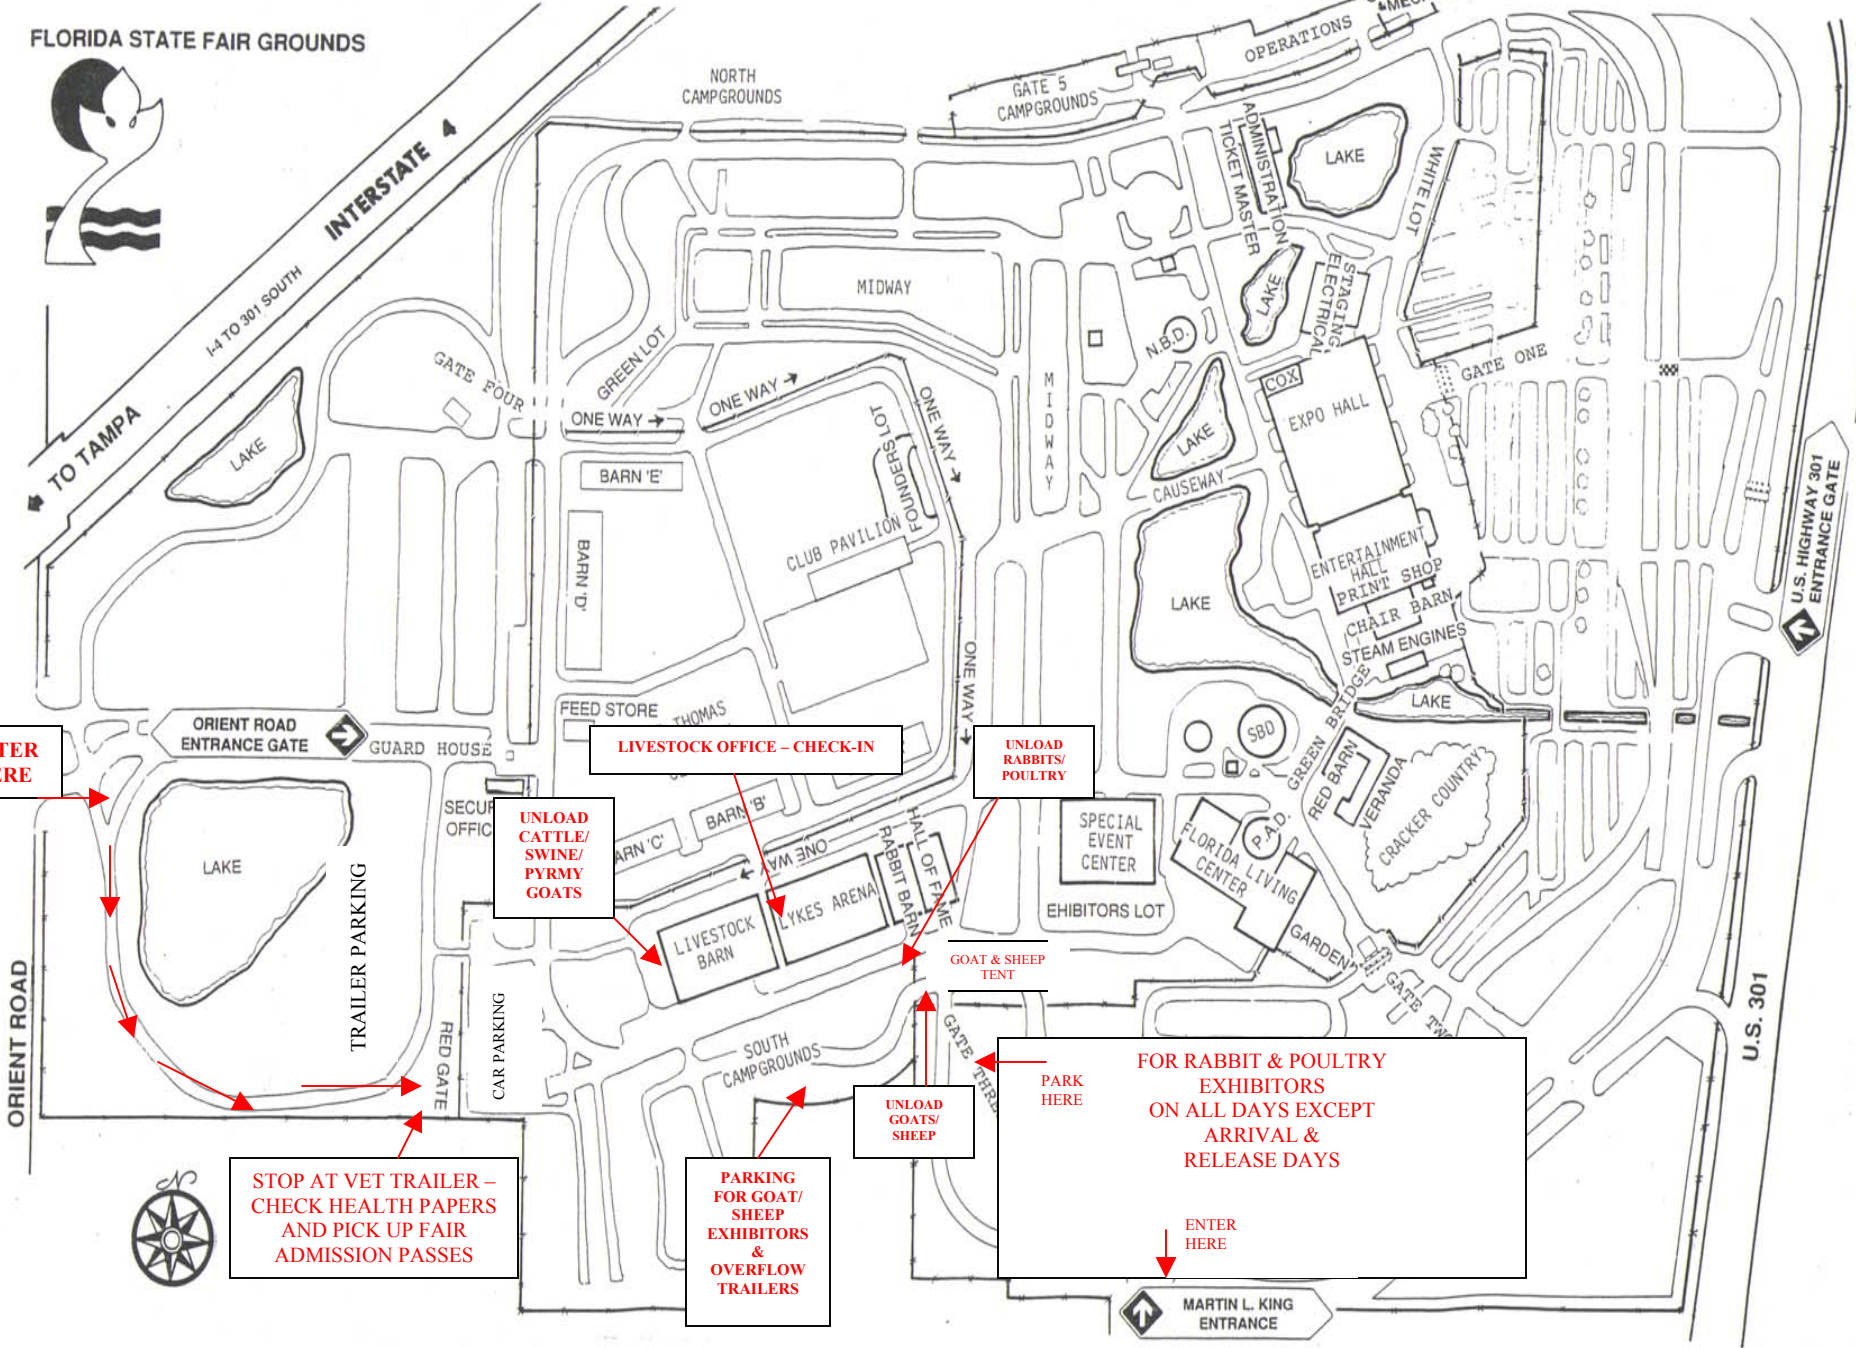 FLORIDA STATE FAIR GROUNDS
INTERSTATE 4
I-4 TO 301 SOUTH
TO TAMPA
NORTH
CAMPGROUNDS
GATE 5
CAMPGROUNDS
OPERATIONS
ADMINISTRATION
TICKET MASTER
LAKE
WHITE LOT
LAKE
STAGING
ELECTRICAL
MIDWAY
N.B.D.
GATE ONE
COX
EXPO HALL
GREEN LOT
GATE FOUR
ONE WAY
ONE WAY
ONE WAY
FOUNDERS LOT
MIDWAY
LAKE
LAKE
CAUSEWAY
BARN 'E'
BARN 'D'
CLUB PAVILION
ENTERTAINMENT
HALL
PRINT SHOP
CHAIR BARN
STEAM ENGINES
LAKE
U.S. HIGHWAY 301
ENTRANCE GATE
ONE WAY
GREEN BRIDGE
LAKE
FEED STORE
THOMAS
ORIENT ROAD
ENTRANCE GATE
GUARD HOUSE
LIVESTOCK OFFICE – CHECK-IN
UNLOAD
RABBITS/
POULTRY
SBD
RED BARN
VERANDA
CRACKER COUNTRY
UNLOAD
CATTLE/
SWINE/
PYRMY
GOATS
BARN 'B'
ONE WAY
HALL OF FAME
RABBIT BARN
SPECIAL
EVENT
CENTER
P.A.D.
FLORIDA LIVING
CENTER
LAKE
TRAILER PARKING
LIVESTOCK
BARN
LYKES ARENA
EHIBITORS LOT
GARDEN
GOAT & SHEEP
TENT
GATE TWO
ORIENT ROAD
U.S. 301
RED GATE
CAR PARKING
SOUTH
CAMPGROUNDS
PARK
HERE
FOR RABBIT & POULTRY
EXHIBITORS
ON ALL DAYS EXCEPT
ARRIVAL &
RELEASE DAYS
UNLOAD
GOATS/
SHEEP
STOP AT VET TRAILER –
CHECK HEALTH PAPERS
AND PICK UP FAIR
ADMISSION PASSES
PARKING
FOR GOAT/
SHEEP
EXHIBITORS
&
OVERFLOW
TRAILERS
ENTER
HERE
N
MARTIN L. KING
ENTRANCE